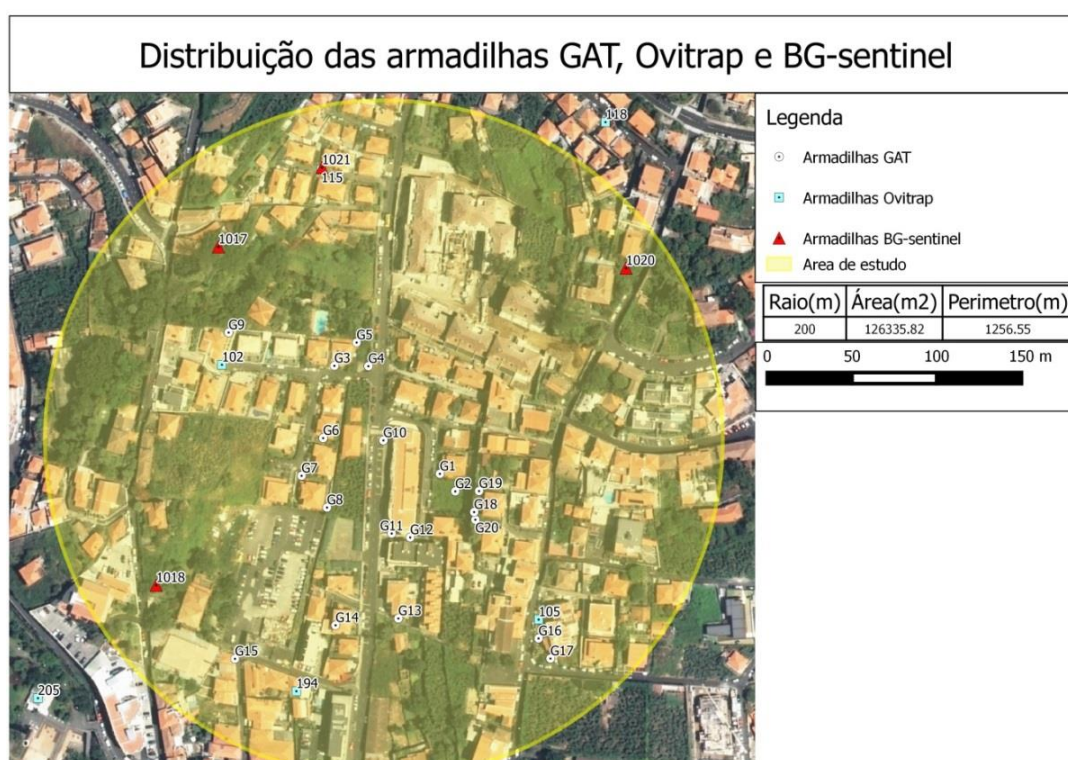 Distribuição das armadilhas GAT, Ovitrap e BG-sentinel
118
1021
115
1017
1020
G9
G5
102
G3
G4
G6
G10
G7
G1
G2
G19
G8
G18
G20
G11
G12
1018
G14
G13
105
G16
G15
G17
194
205
Legenda
Armadilhas GAT
Armadilhas Ovitrap
Armadilhas BG-sentinel
Area de estudo
Raio(m) Área(m2) Perimetro(m)
200 126335.82 1256.55
0 50 100 150 m